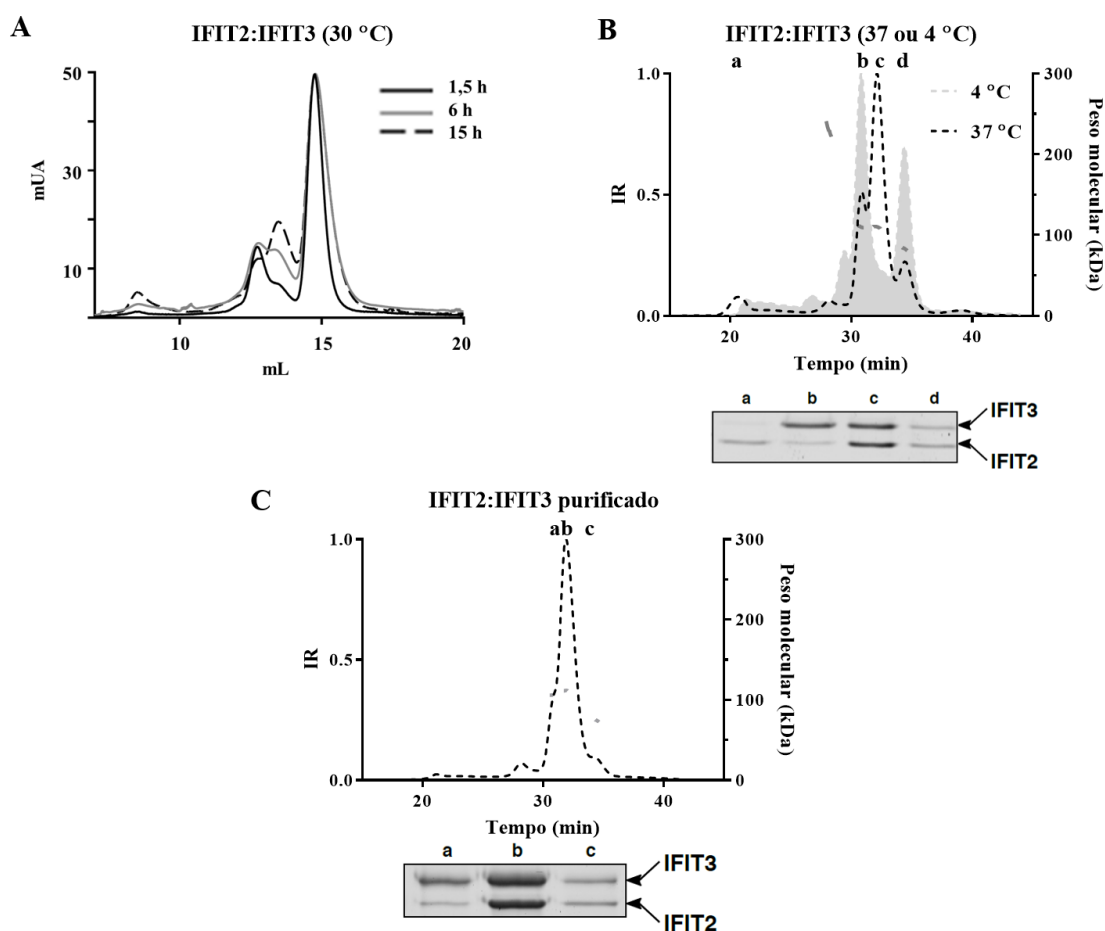 A
IFIT2:IFIT3 (30 °C)
50
30
10
mUA
10
15
20
mL
1,5 h
6 h
15 h
B
IFIT2:IFIT3 (37 ou 4 °C)
a
b
c
d
1.0
0.5
0.0
IR
300
200
100
0
Peso molecular (kDa)
4 °C
37 °C
20
30
40
Tempo (min)
a
b
c
d
IFIT3
IFIT2
C
IFIT2:IFIT3 purificado
ab
c
1.0
0.5
0.0
IR
300
200
100
0
Peso molecular (kDa)
20
30
40
Tempo (min)
a
b
c
IFIT3
IFIT2